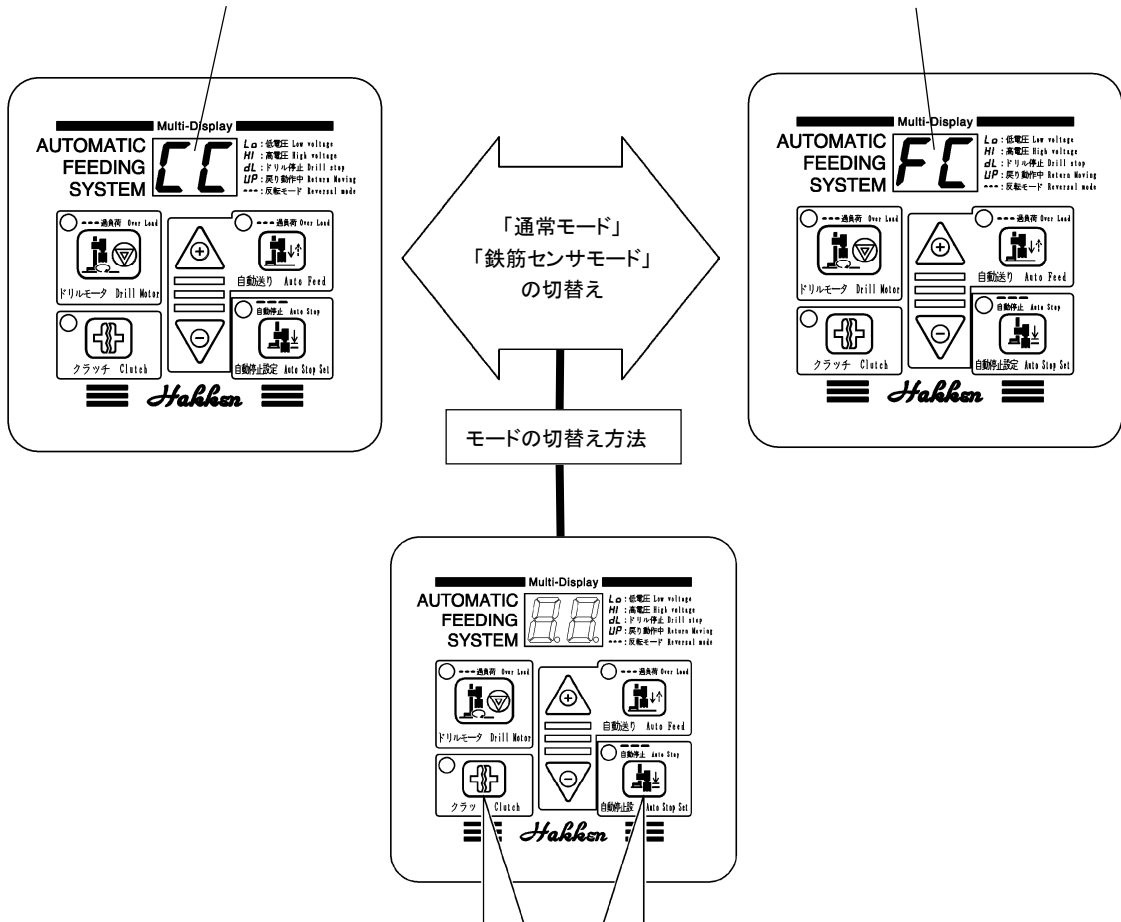 Multi-Display
AUTOMATIC
FEEDING
SYSTEM
CC
Lo : 低電圧 Low voltage
HI : 高電圧 High voltage
dL : ドリル停止 Drill stop
UP : 戻り動作中 Return Moving
--- : 反転モード Reversal mode
---過負荷 Over Load
ドリルモータ Drill Motor
+
---過負荷 Over Load
自動送り Auto Feed
クラッチ Clutch
−
自動停止 Auto Stop
自動停止設定 Auto Stop Set
Hakken
「通常モード」
「鉄筋センサモード」
の切替え
Multi-Display
AUTOMATIC
FEEDING
SYSTEM
FC
Lo : 低電圧 Low voltage
HI : 高電圧 High voltage
dL : ドリル停止 Drill stop
UP : 戻り動作中 Return Moving
--- : 反転モード Reversal mode
---過負荷 Over Load
ドリルモータ Drill Motor
+
---過負荷 Over Load
自動送り Auto Feed
クラッチ Clutch
−
自動停止 Auto Stop
自動停止設定 Auto Stop Set
Hakken
モードの切替え方法
Multi-Display
AUTOMATIC
FEEDING
SYSTEM
Lo : 低電圧 Low voltage
HI : 高電圧 High voltage
dL : ドリル停止 Drill stop
UP : 戻り動作中 Return Moving
--- : 反転モード Reversal mode
---過負荷 Over Load
ドリルモータ Drill Motor
+
---過負荷 Over Load
自動送り Auto Feed
クラッ Clutch
−
自動停止 Auto Stop
自動停止設 Auto Stop Set
Hakken